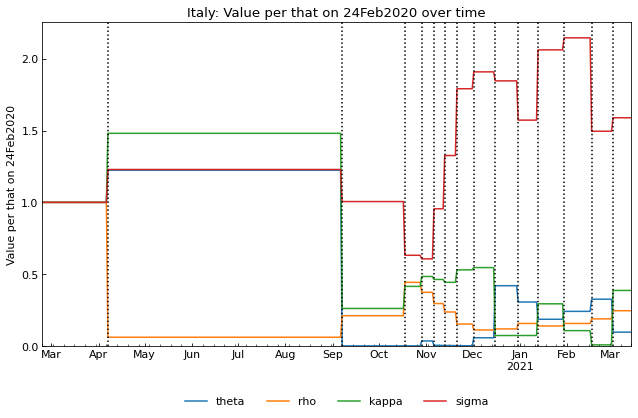 Italy: Value per that on 24Feb2020 over time
Value per that on 24Feb2020
2.0
1.5
1.0
0.5
0.0
Mar Apr May Jun Jul Aug Sep Oct Nov Dec Jan Feb Mar
2021
theta rho kappa sigma